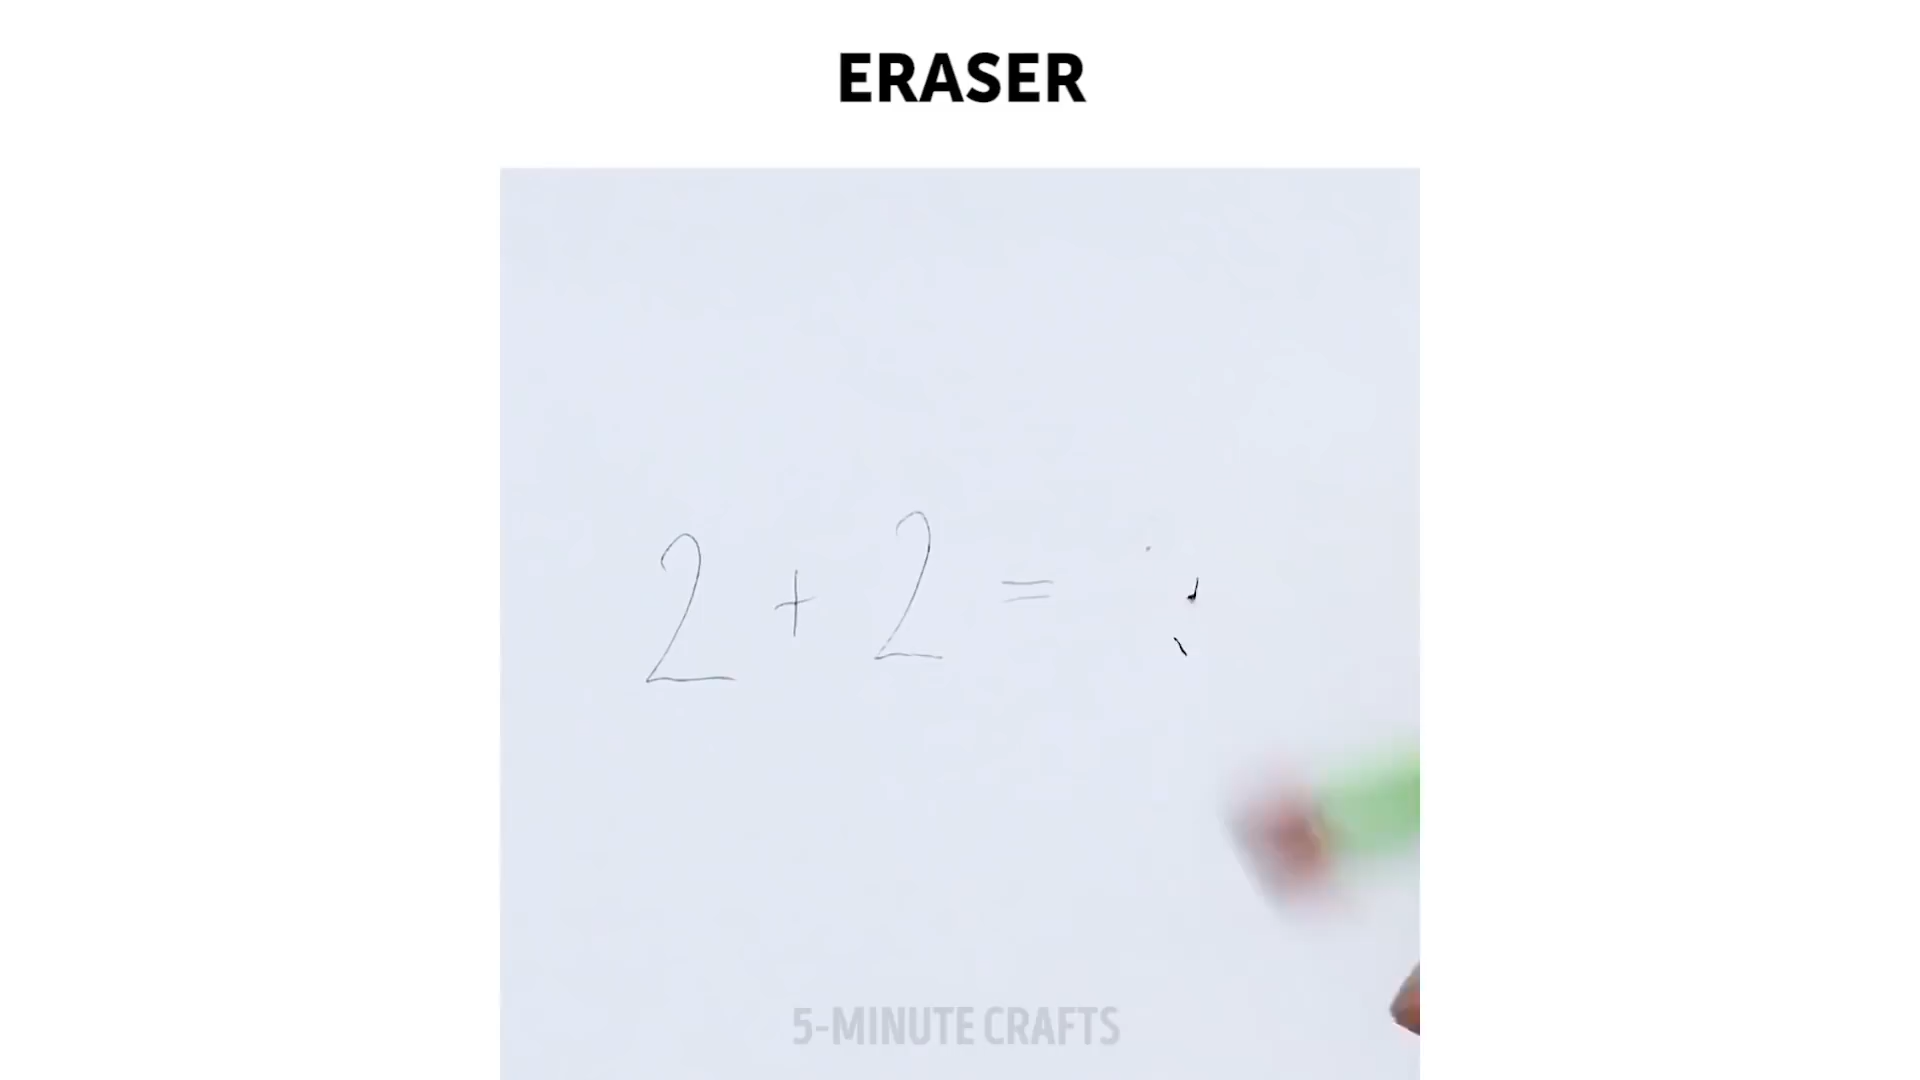 ERASER
2 + 2 =
5-MINUTE CRAFTS